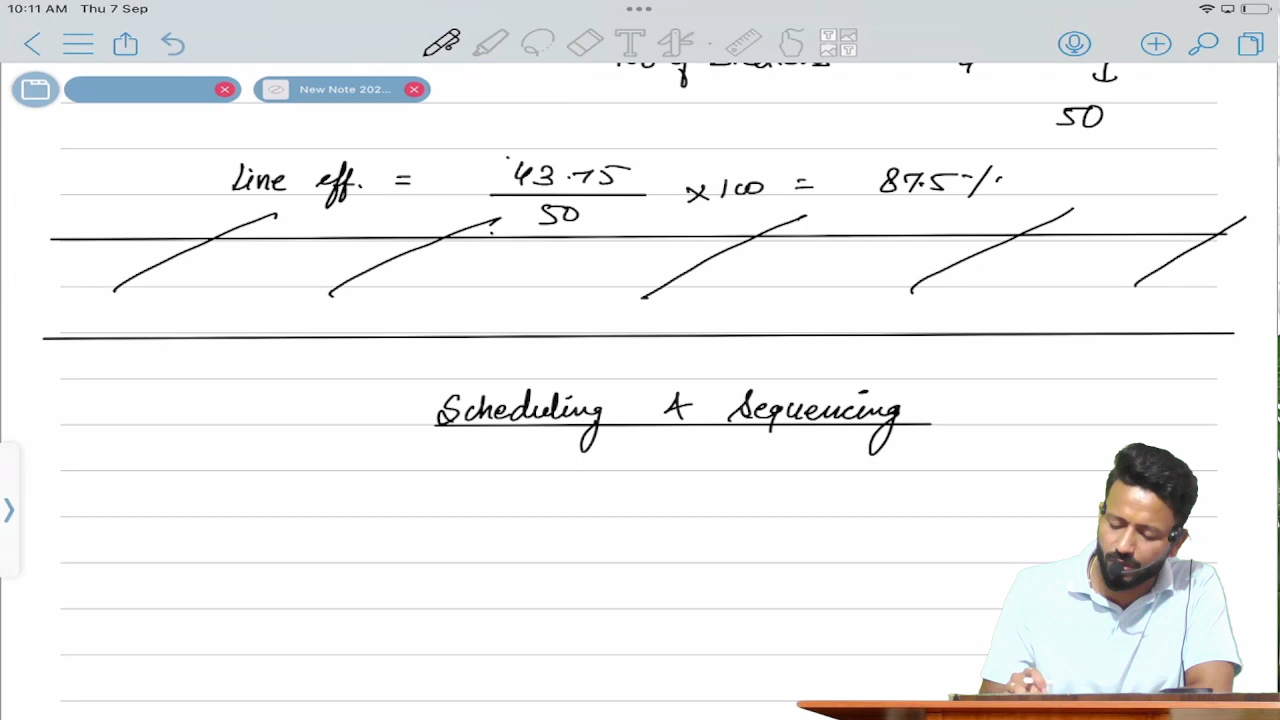 10:11 AM Thu 7 Sep
New Note 202...
50
Line eff. = 43.75 / 50 × 100 = 87.5 %
Scheduling & Sequencing